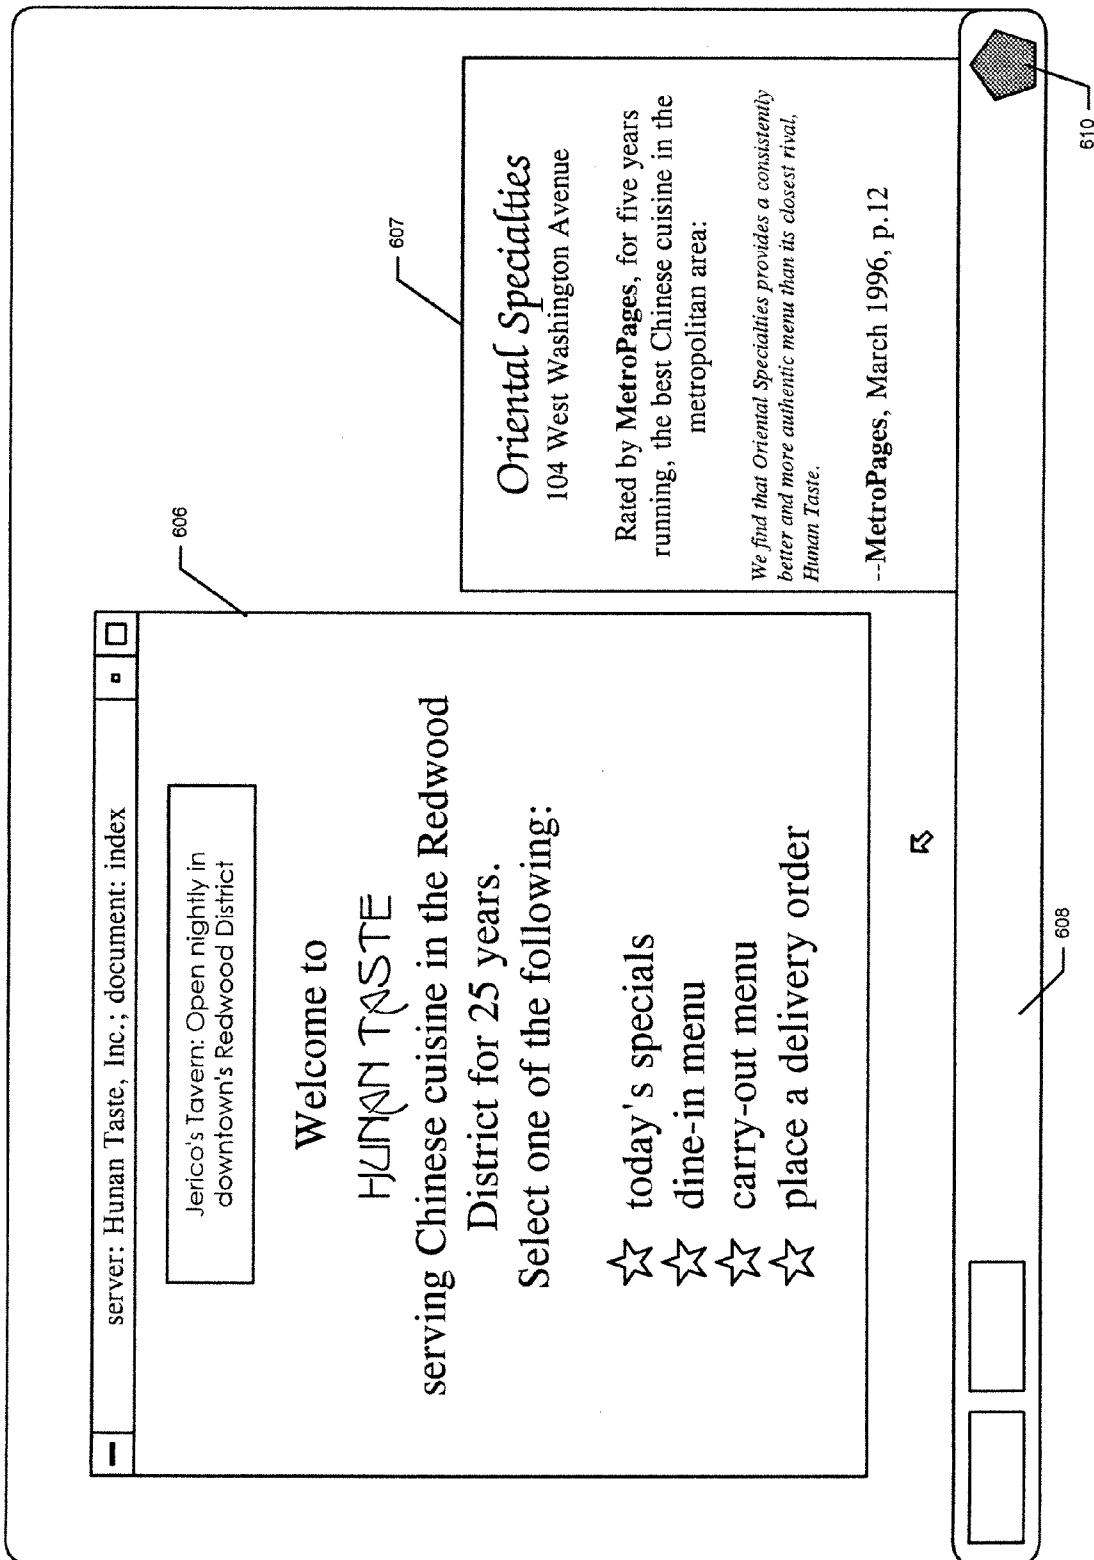 server: Hunan Taste, Inc.; document: index
Jerico's Tavern: Open nightly in
downtown's Redwood District
Welcome to
HUNAN TASTE
serving Chinese cuisine in the Redwood
District for 25 years.
Select one of the following:
today's specials
dine-in menu
carry-out menu
place a delivery order
606
Oriental Specialties
104 West Washington Avenue
Rated by MetroPages, for five years
running, the best Chinese cuisine in the
metropolitan area:
We find that Oriental Specialties provides a consistently
better and more authentic menu than its closest rival,
Hunan Taste.
--MetroPages, March 1996, p.12
607
608
610